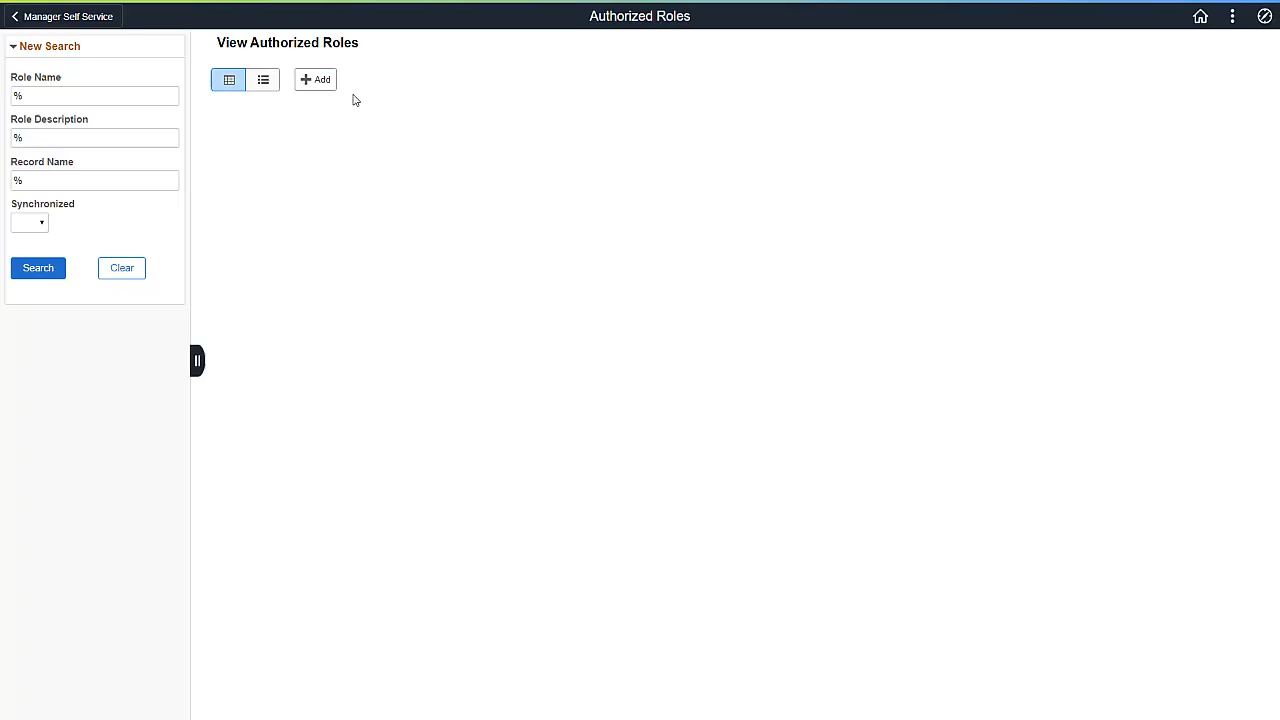 Manager Self Service
Authorized Roles
New Search
Role Name
%
Role Description
%
Record Name
%
Synchronized
Search
Clear
View Authorized Roles
Add